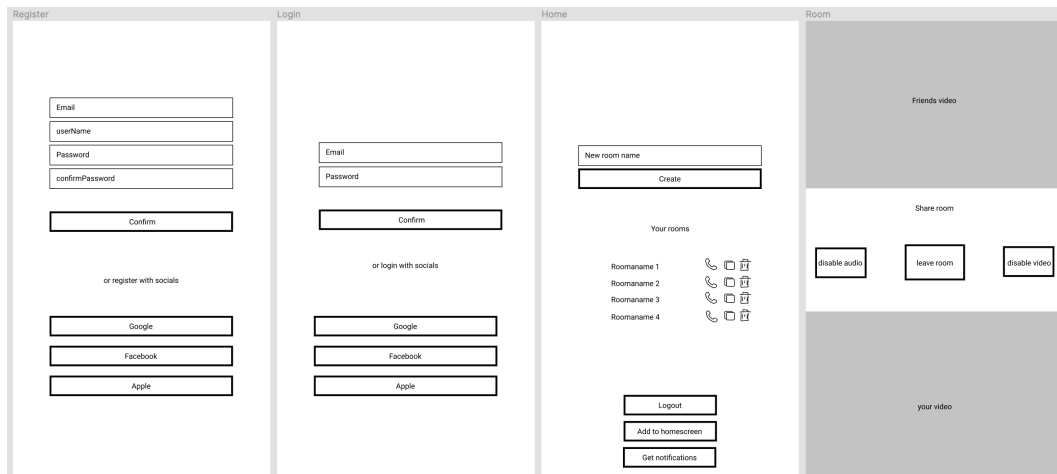 Register
Email
userName
Password
confirmPassword
Confirm
or register with socials
Google
Facebook
Apple
Login
Email
Password
Confirm
or login with socials
Google
Facebook
Apple
Home
New room name
Create
Your rooms
Roomaname 1
Roomaname 2
Roomaname 3
Roomaname 4
Logout
Add to homescreen
Get notifications
Room
Friends video
Share room
disable audio
leave room
disable video
your video